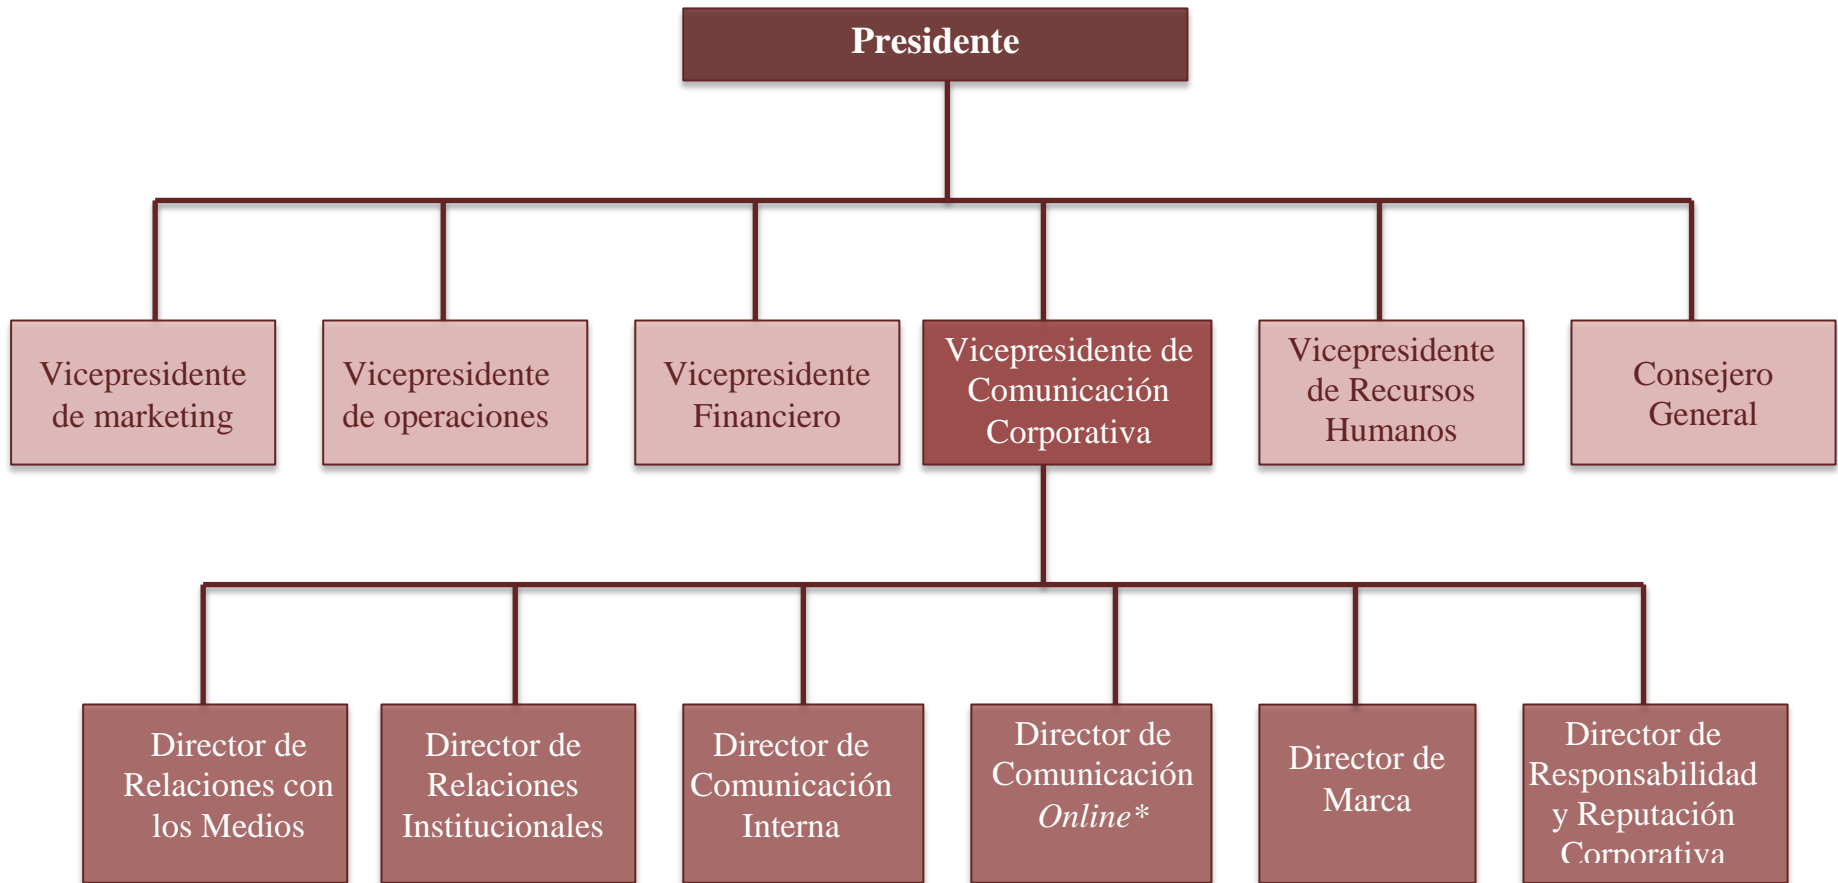 Presidente
Vicepresidente
de marketing
Vicepresidente
de operaciones
Vicepresidente
Financiero
Vicepresidente de
Comunicación
Corporativa
Vicepresidente
de Recursos
Humanos
Consejero
General
Director de
Relaciones con
los Medios
Director de
Relaciones
Institucionales
Director de
Comunicación
Interna
Director de
Comunicación
Online*
Director de
Marca
Director de
Responsabilidad
y Reputación
Corporativa